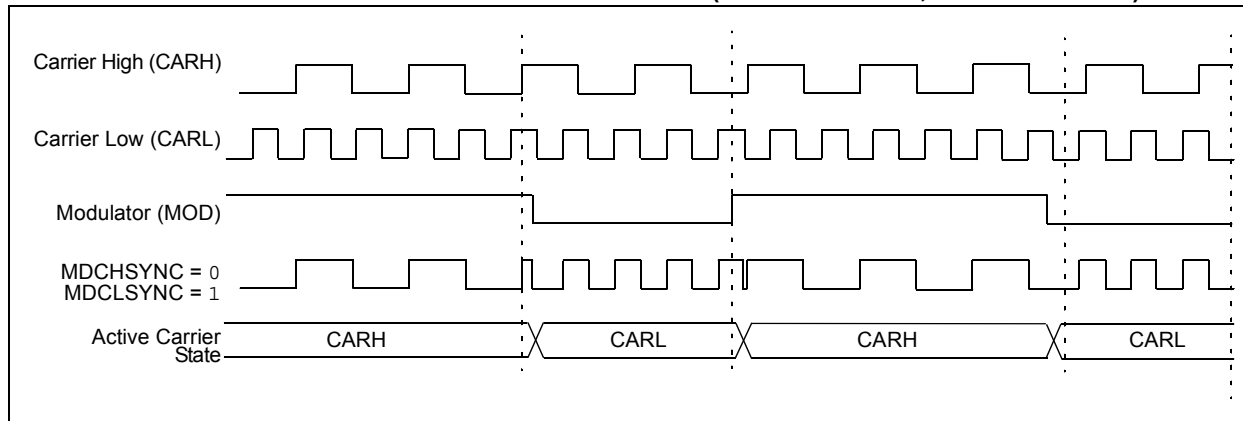 Carrier High (CARH)
Carrier Low (CARL)
Modulator (MOD)
MDCHSYNC = 0
MDCLSYNC = 1
Active Carrier
State
CARH
CARL
CARH
CARL